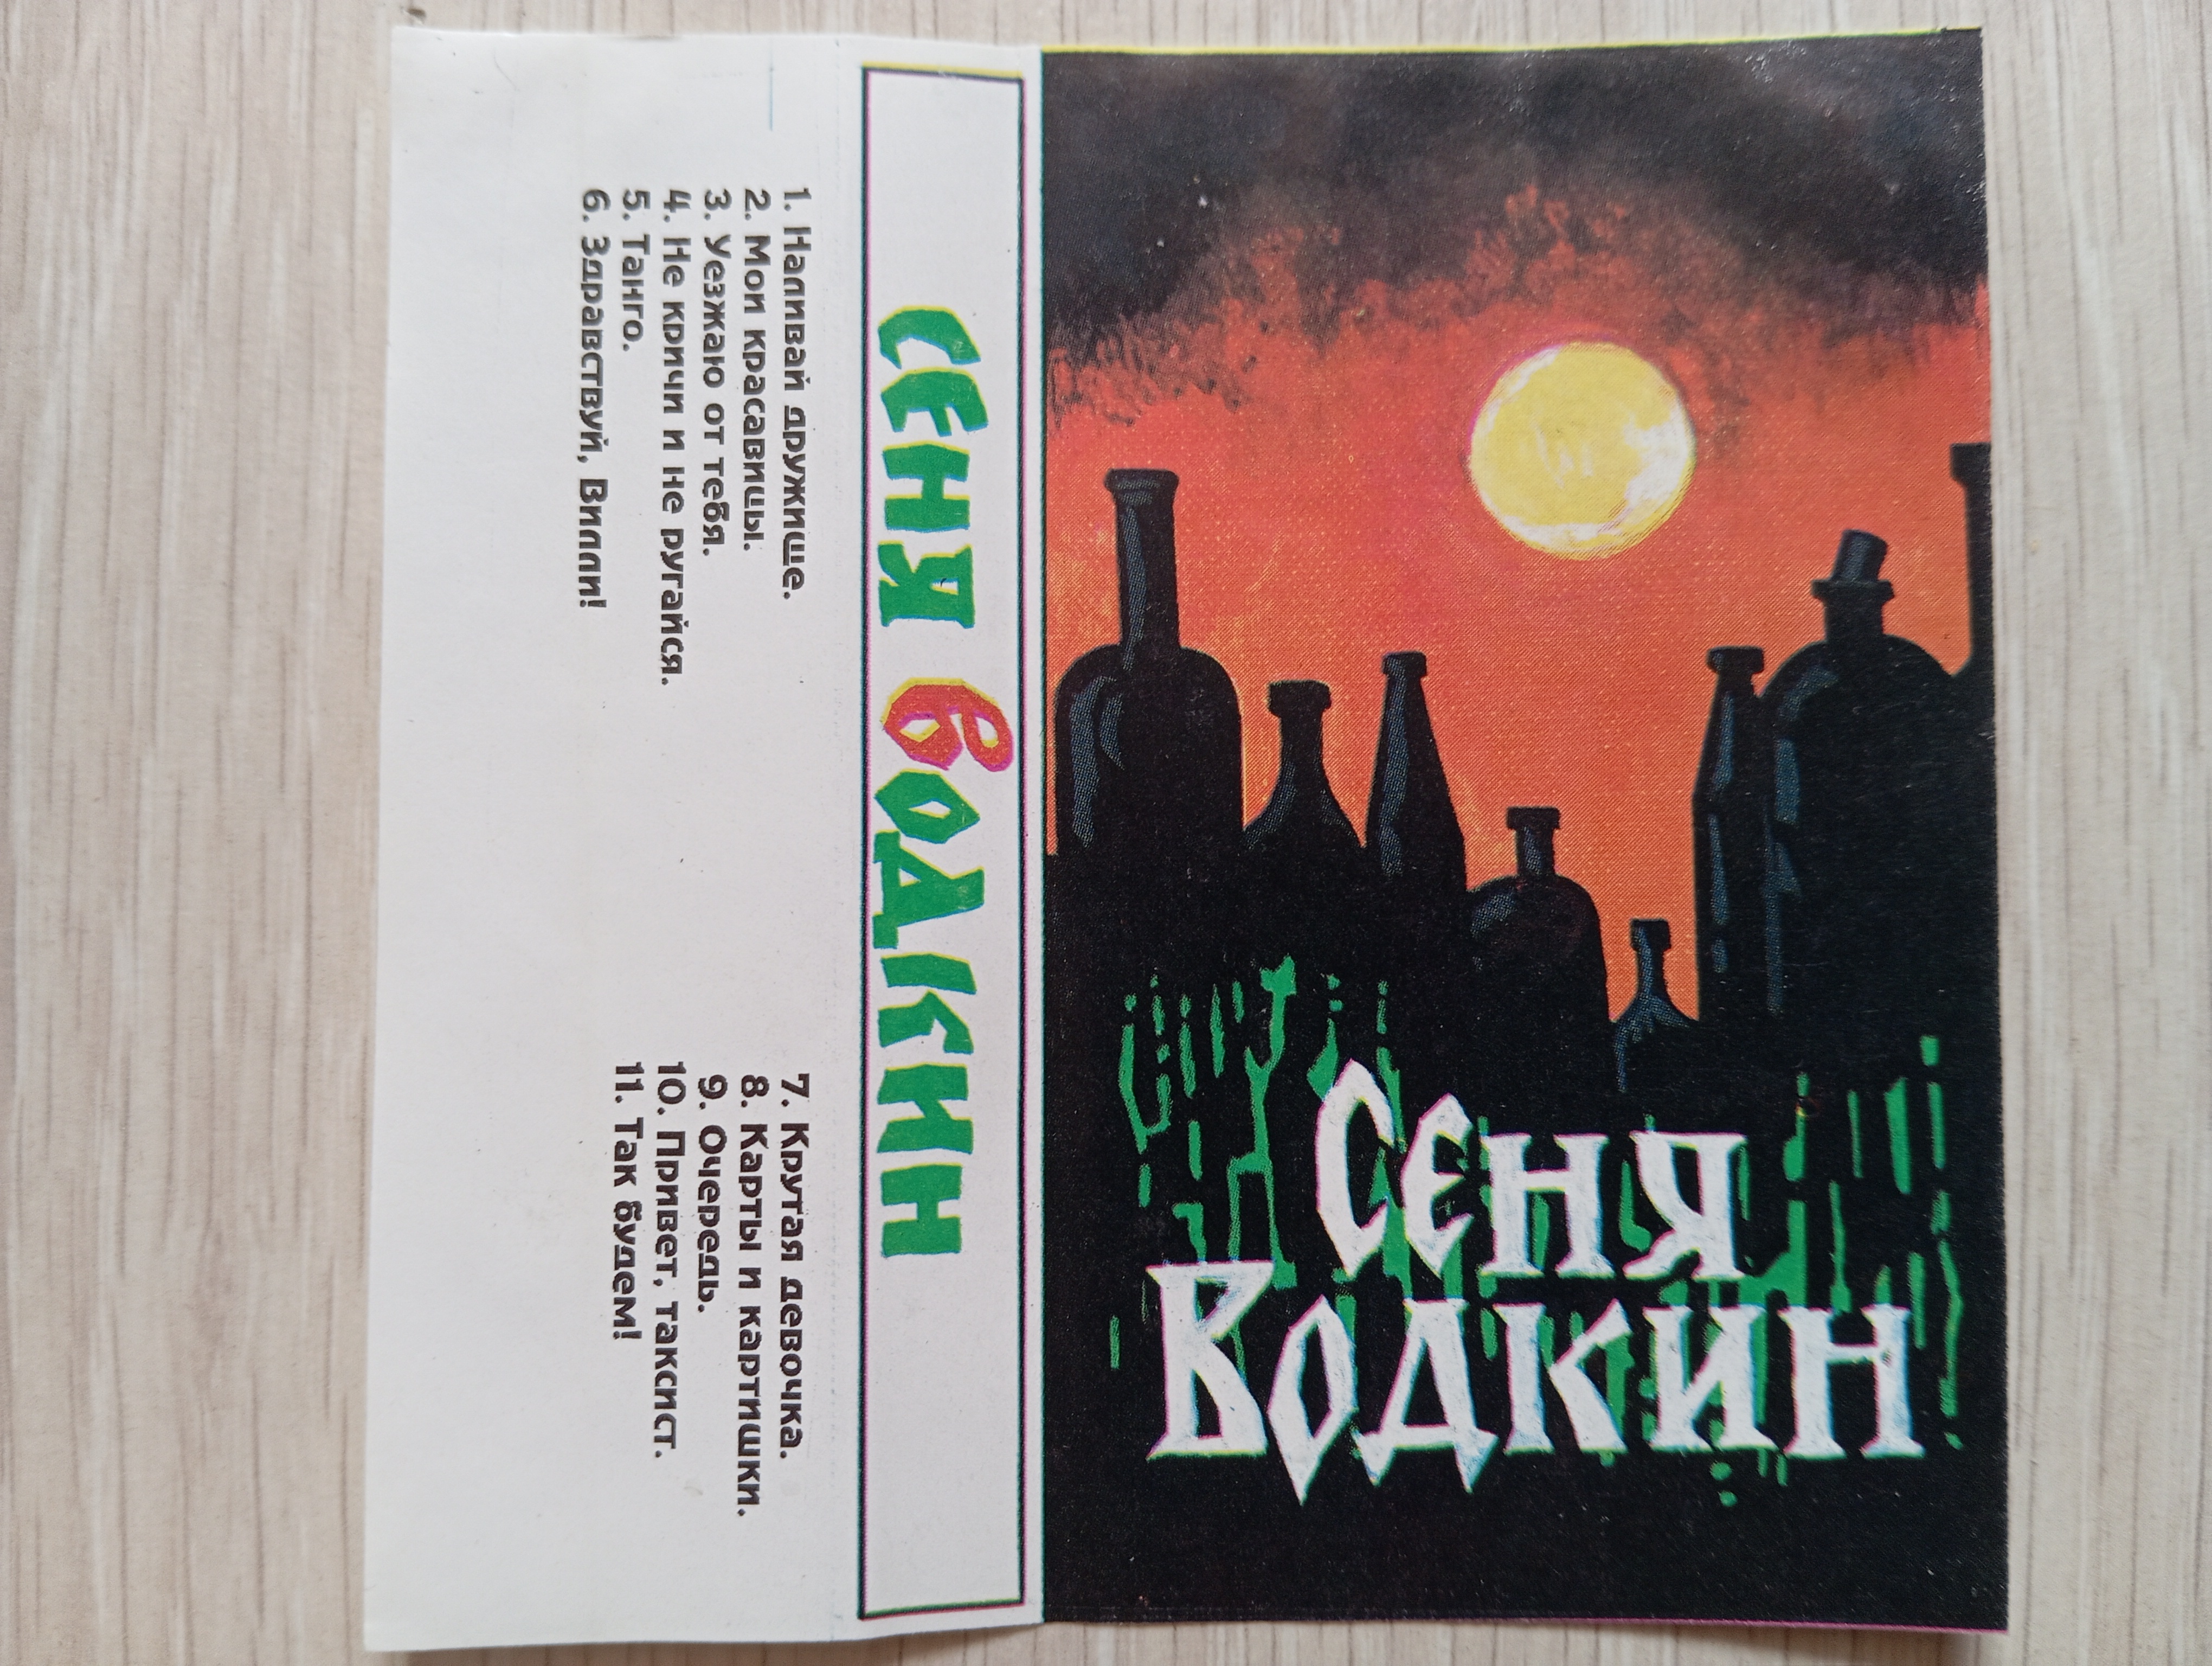 Сеня
Водкин
Сеня Водкин
1. Наливай дружище.
2. Мои красавицы.
3. Уезжаю от тебя.
4. Не кричи и не ругайся.
5. Танго.
6. Здравствуй, Вилли!
7. Крутая девочка.
8. Карты и картишки.
9. Очередь.
10. Привет, таксист.
11. Так будем!